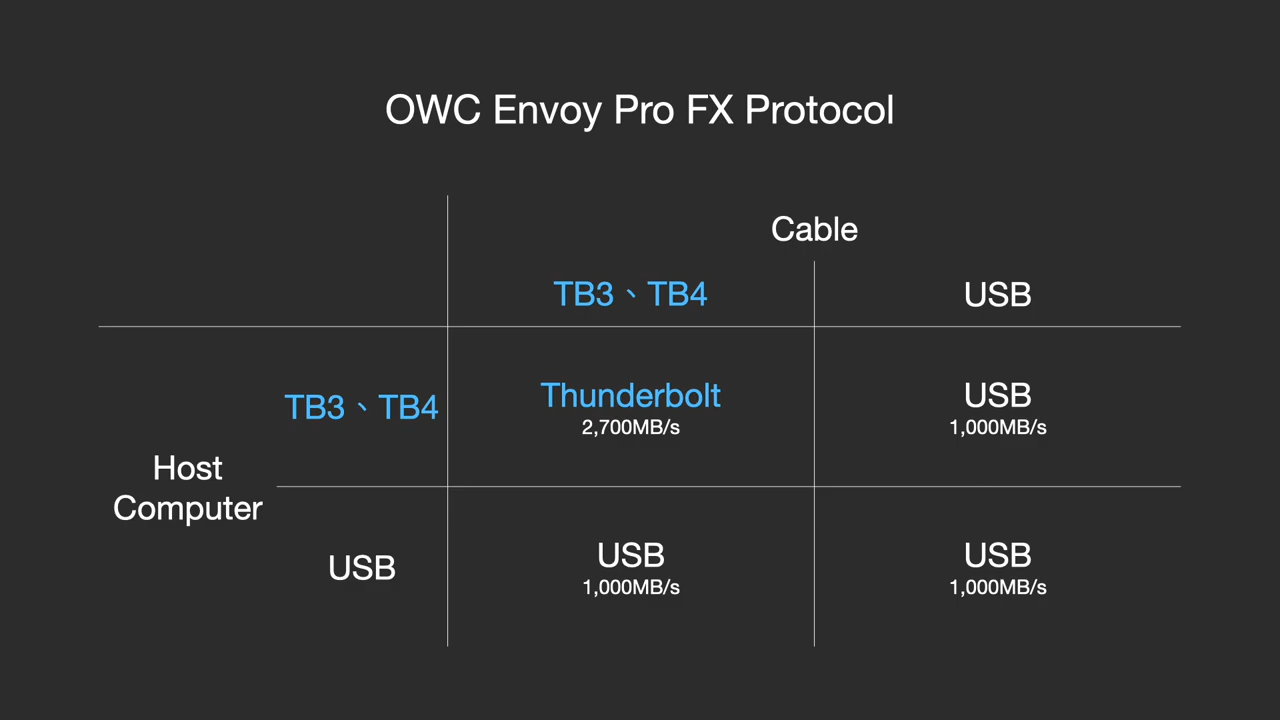 OWC Envoy Pro FX Protocol
Cable
TB3、TB4
USB
Host
Computer
TB3、TB4
Thunderbolt
2,700MB/s
USB
1,000MB/s
USB
USB
1,000MB/s
USB
1,000MB/s